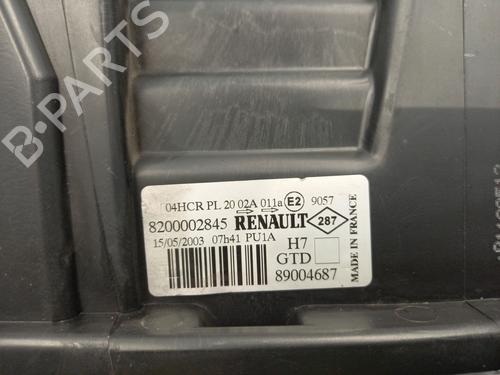 B-PARTS
04HCR PL 20 02A 011a E2 9057
8200002845 RENAULT 287
15/05/2003 07h41 PU1A H7
GTD
89004687
MADE IN FRANCE